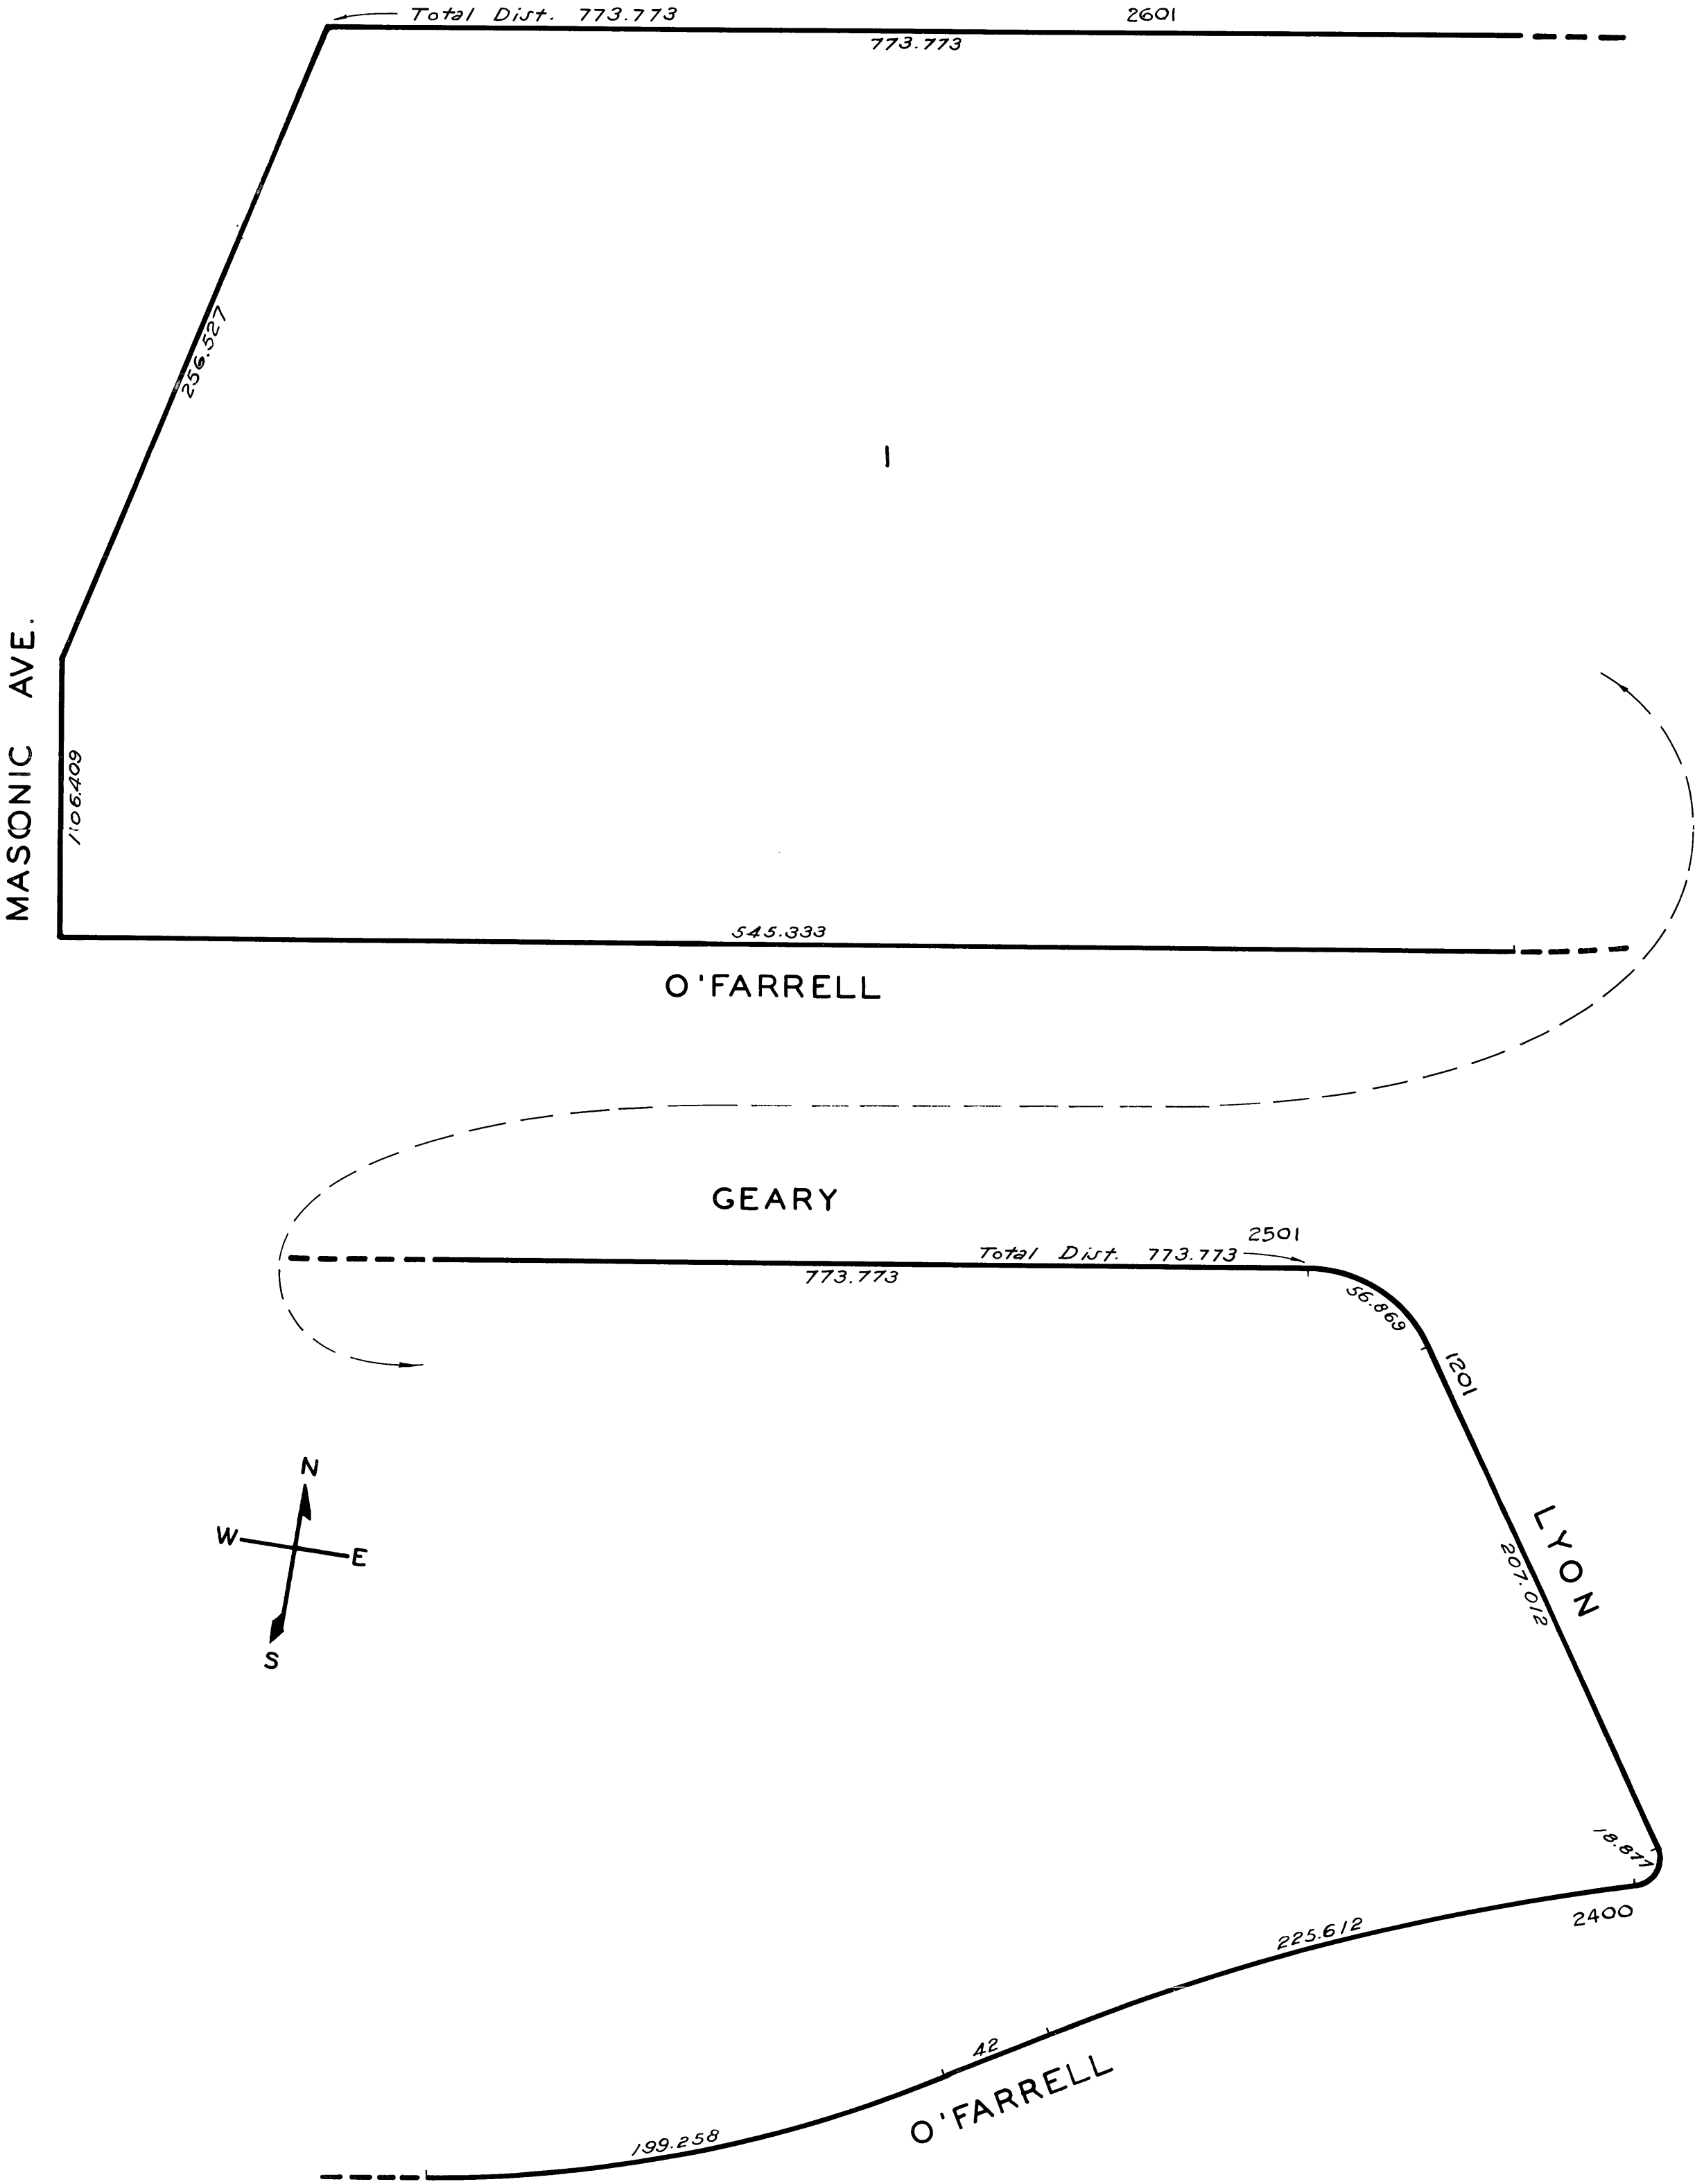 Total Dist. 773.773
2601
773.773
256.527
1
MASONIC AVE.
106.409
545.333
O'FARRELL
GEARY
2501
Total Dist. 773.773
773.773
56.869
1201
N
W
E
S
LYON
207.012
18.877
2400
225.612
42
O'FARRELL
199.258